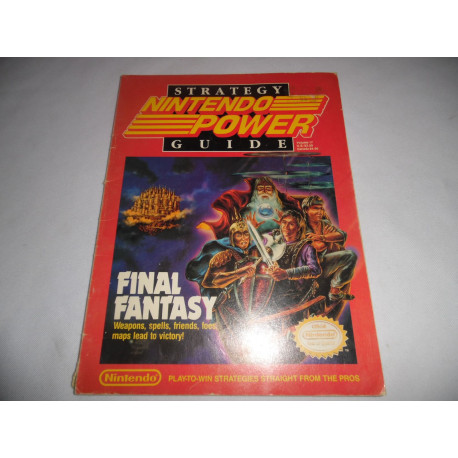 STRATEGY
NINTENDO
POWER
GUIDE
FINAL
FANTASY
Weapons, spells, friends, foes,
maps lead to victory!
Nintendo
PLAY-TO-WIN STRATEGIES STRAIGHT FROM THE PROS